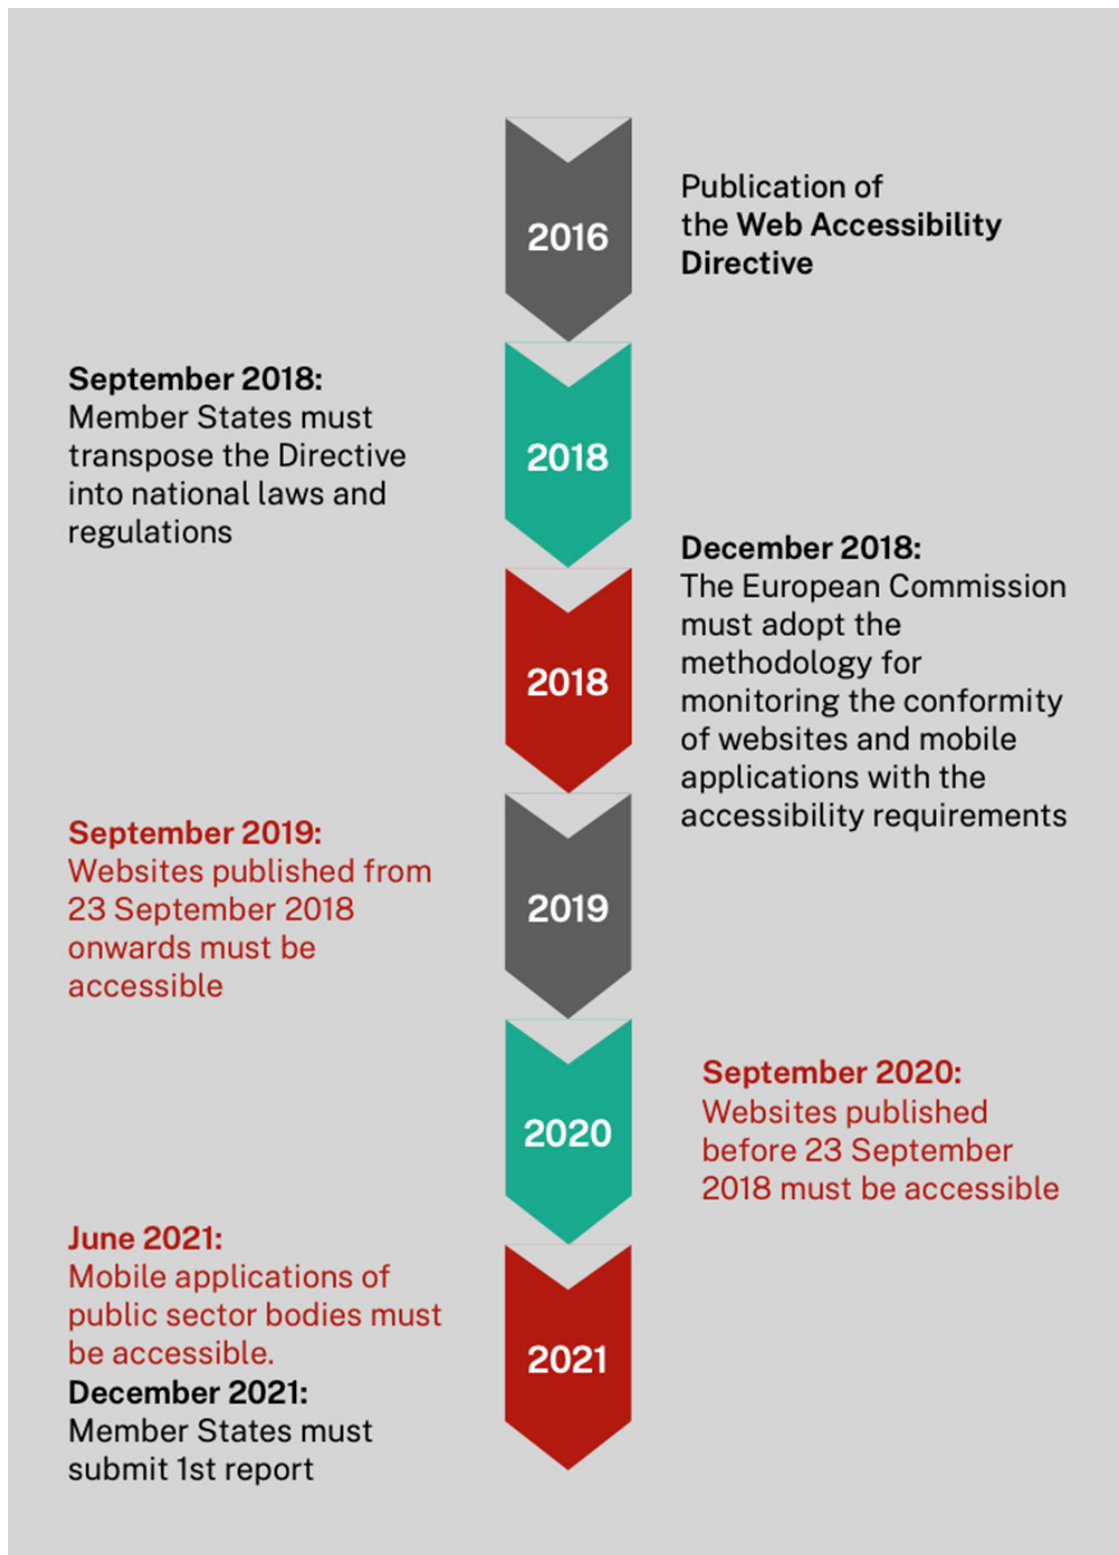 2016
Publication of
the Web Accessibility
Directive
2018
September 2018:
Member States must
transpose the Directive
into national laws and
regulations
2018
December 2018:
The European Commission
must adopt the
methodology for
monitoring the conformity
of websites and mobile
applications with the
accessibility requirements
2019
September 2019:
Websites published from
23 September 2018
onwards must be
accessible
2020
September 2020:
Websites published
before 23 September
2018 must be accessible
2021
June 2021:
Mobile applications of
public sector bodies must
be accessible.
December 2021:
Member States must
submit 1st report